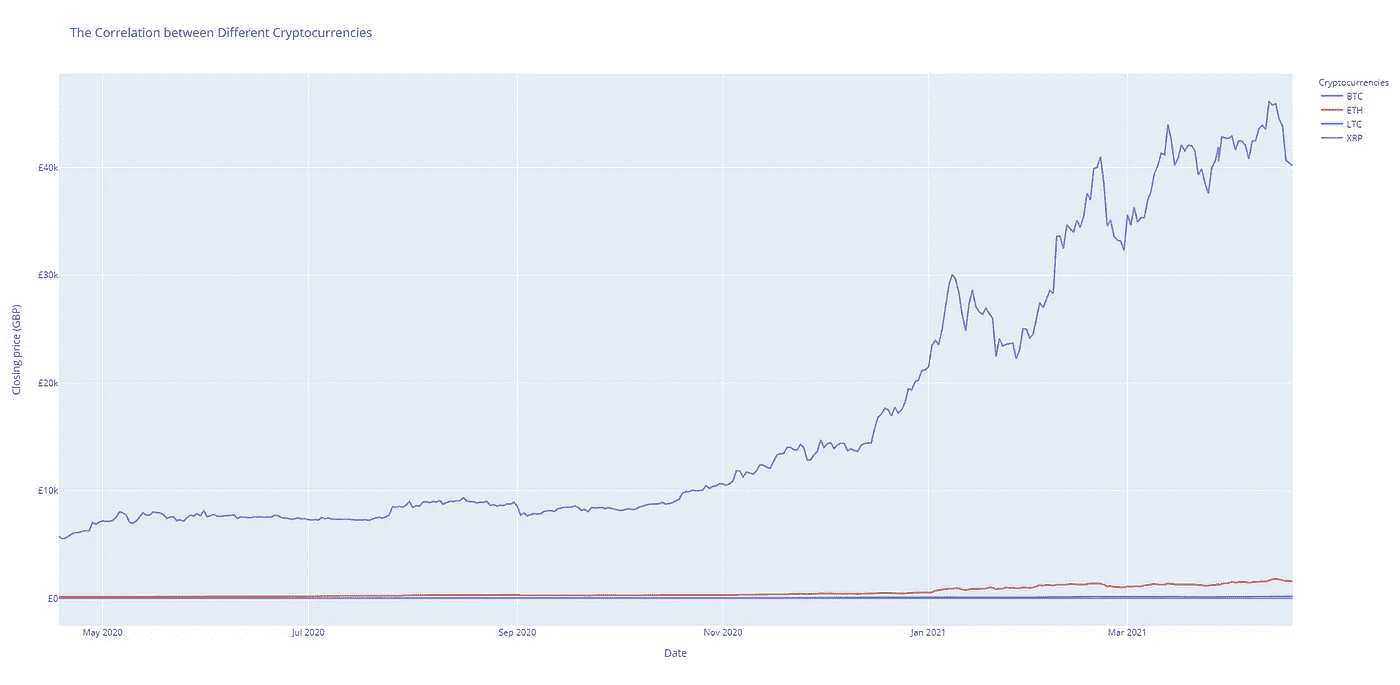 The Correlation between Different Cryptocurrencies
Cryptocurrencies
BTC
ETH
LTC
XRP
Closing price (GBP)
£40k
£30k
£20k
£10k
£0
May 2020
Jul 2020
Sep 2020
Nov 2020
Jan 2021
Mar 2021
Date